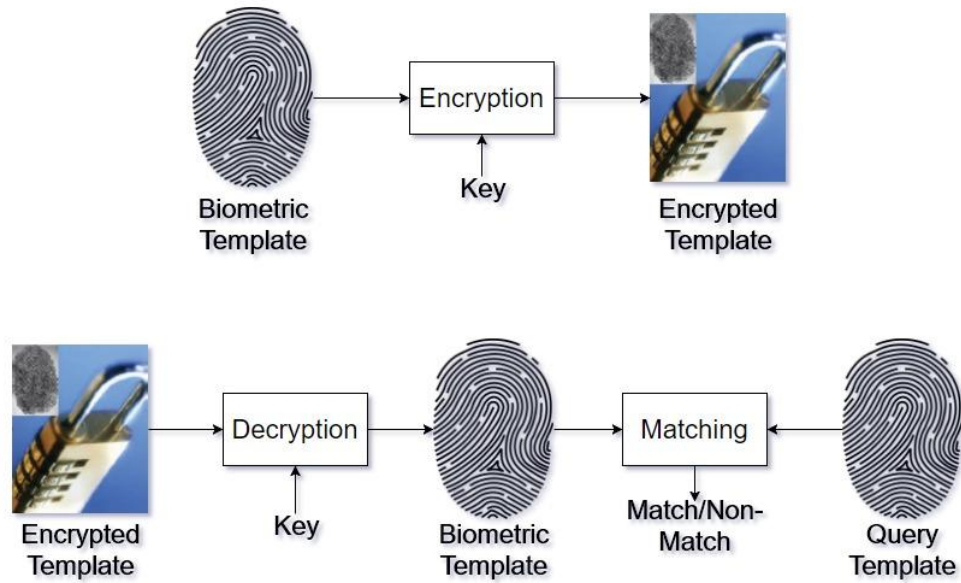 Encryption
Key
Biometric
Template
Encrypted
Template
Decryption
Matching
Key
Match/Non-
Match
Encrypted
Template
Biometric
Template
Query
Template